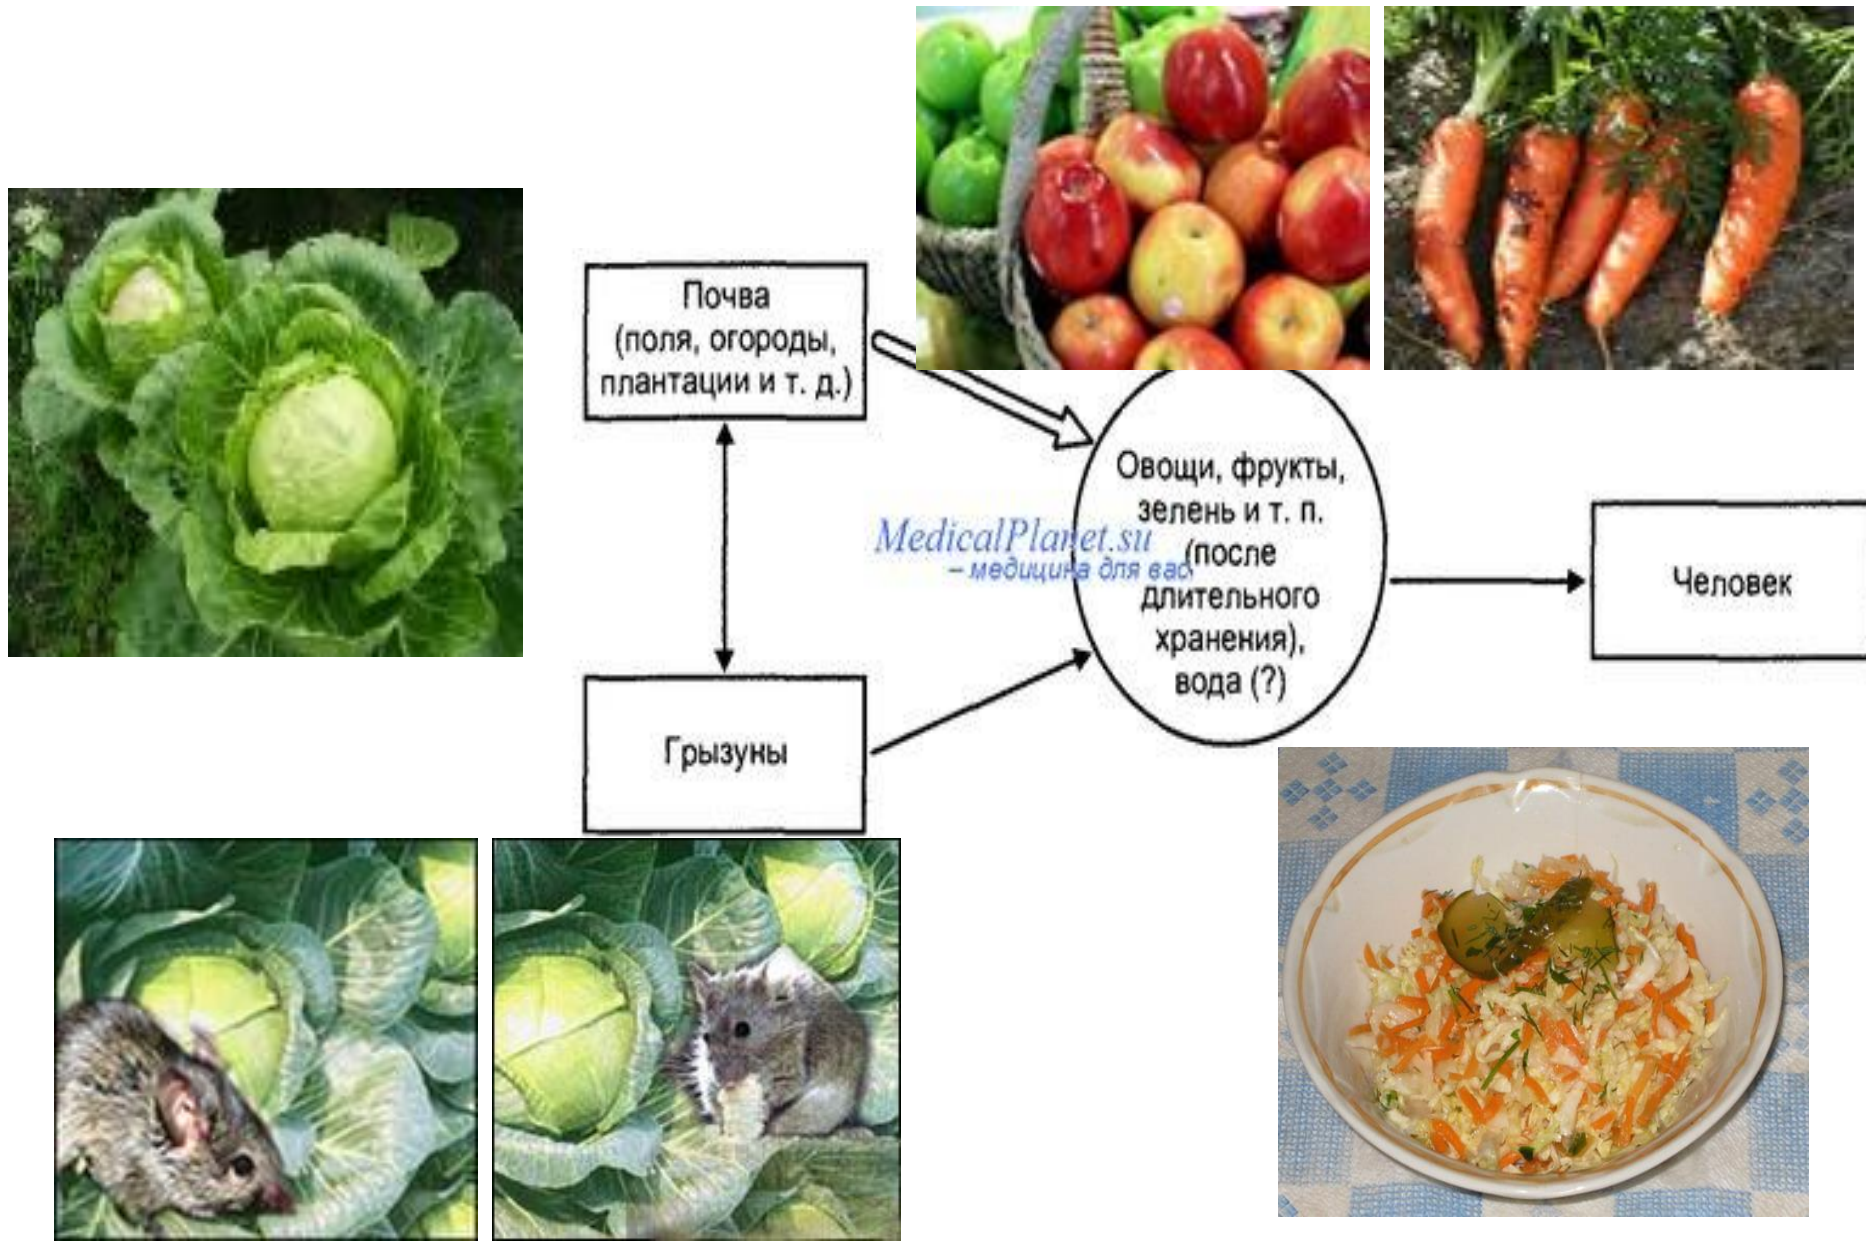 Почва
(поля, огороды,
плантации и т. д.)
Овощи, фрукты,
зелень и т. п.
(после
длительного
хранения),
вода (?)
MedicalPlanet.su
– медицина для вас.
Человек
Грызуны